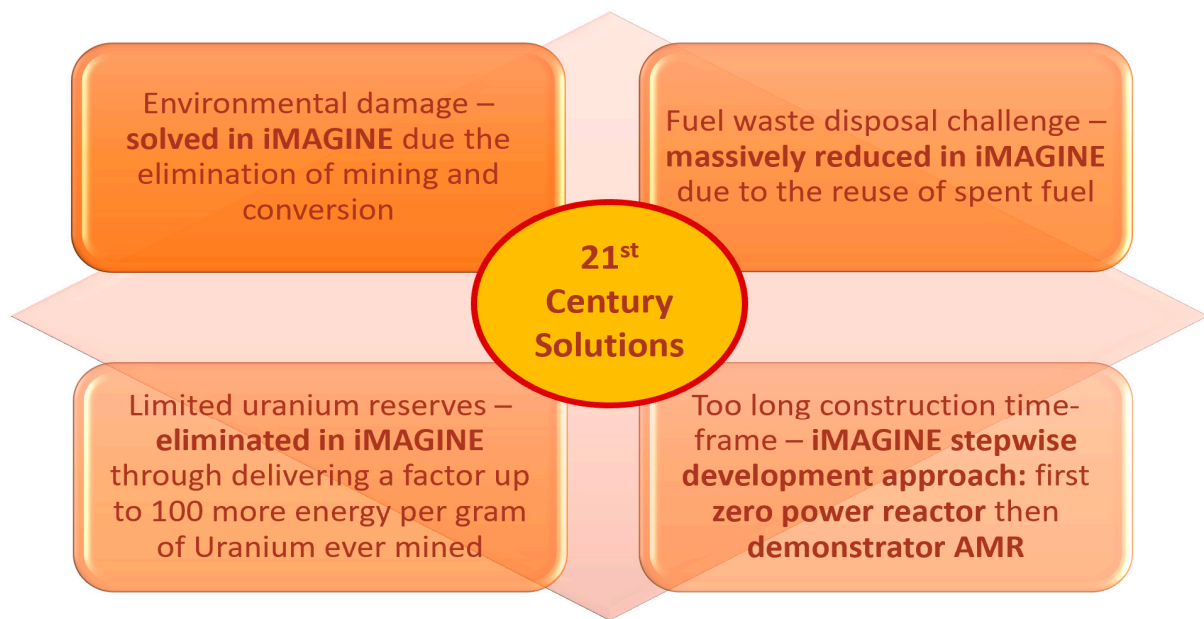 Environmental damage –
solved in iMAGINE due the
elimination of mining and
conversion
Fuel waste disposal challenge –
massively reduced in iMAGINE
due to the reuse of spent fuel
21st
Century
Solutions
Limited uranium reserves –
eliminated in iMAGINE
through delivering a factor up
to 100 more energy per gram
of Uranium ever mined
Too long construction time-
frame – iMAGINE stepwise
development approach: first
zero power reactor then
demonstrator AMR